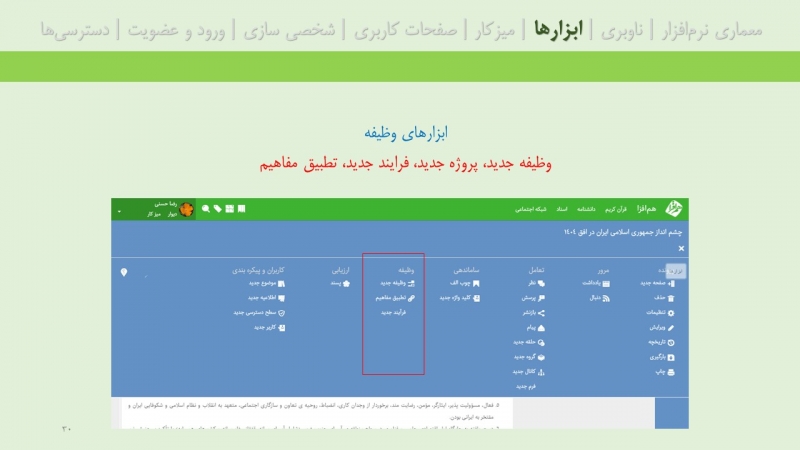 معماری نرم‌افزار | ناوبری | ابزارها | میزکار | صفحات کاربری | شخصی سازی | ورود و عضویت | دسترسی‌ها
ابزارهای وظیفه
وظیفه جدید، پروژه جدید، فرایند جدید، تطبیق مفاهیم
هم‌افزا قرآن کریم دانشنامه اسناد شبکه اجتماعی
رضا حسنی
دیوار میز کار
چشم انداز جمهوری اسلامی ایران در افق ۱۴۰۴
ابزارها
مرور
تعامل
ساماندهی
وظیفه
ارزیابی
کاربران و پیکره بندی
صفحه جدید
یادداشت
نظر
چوب الف
وظیفه جدید
پسند
موضوع جدید
حذف
دنبال
پرسش
کلید واژه جدید
تطبیق مفاهیم
اطلاعیه جدید
تنظیمات
بازنشر
فرآیند جدید
سطح دسترسی جدید
ویرایش
پیام
کاربر جدید
تاریخچه
حلقه جدید
بارگیری
گروه جدید
چاپ
کانال جدید
فرم جدید
۵. فعال، مسوولیت پذیر، ایثارگر، مؤمن، رضایت مند، برخوردار از وجدان کاری، انضباط، روحیه ی تعاون و سازگاری اجتماعی، متعهد به انقلاب و نظام اسلامی و شکوفایی ایران و
مفتخر به ایرانی بودن.
۳۰